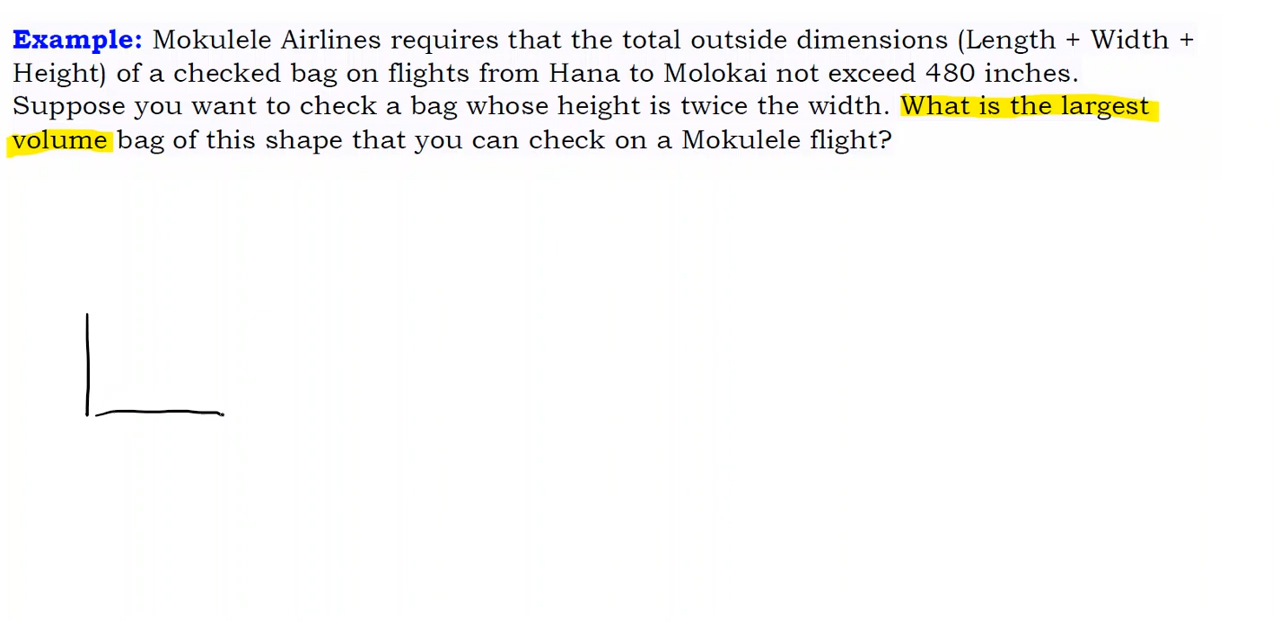 Example: Mokulele Airlines requires that the total outside dimensions (Length + Width +
Height) of a checked bag on flights from Hana to Molokai not exceed 480 inches.
Suppose you want to check a bag whose height is twice the width. What is the largest
volume bag of this shape that you can check on a Mokulele flight?